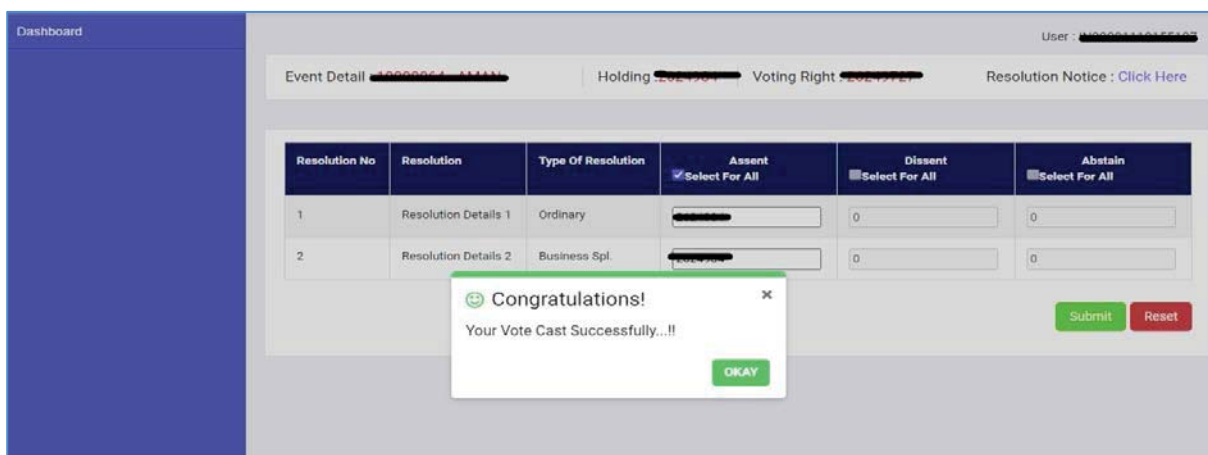 Dashboard
User :
Event Detail Holding : Voting Right : Resolution Notice : Click Here
Resolution No Resolution Type Of Resolution Assent Dissent Abstain
Select For All Select For All Select For All
1 Resolution Details 1 Ordinary 0 0
2 Resolution Details 2 Business Spl. 0 0
Congratulations! ×
Your Vote Cast Successfully...!!
Submit Reset
OKAY